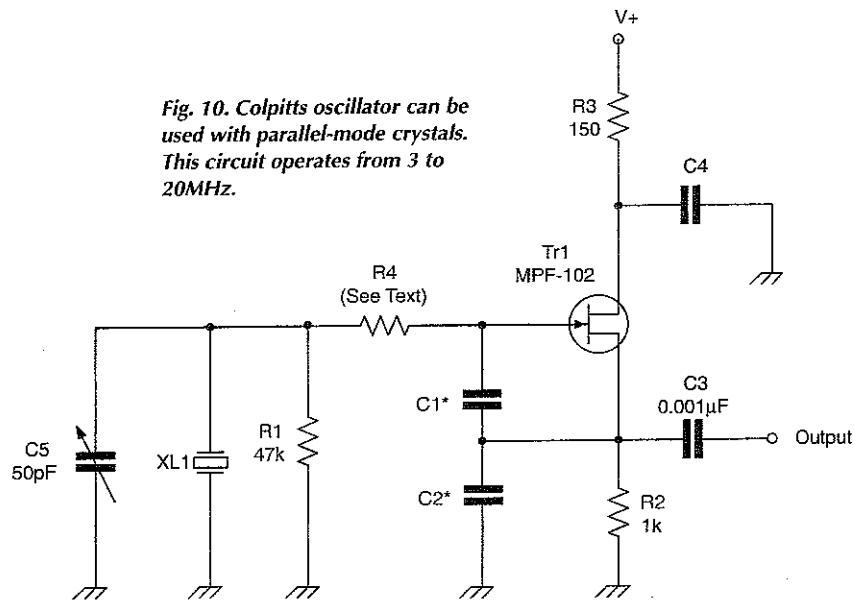 V+
Fig. 10. Colpitts oscillator can be
used with parallel-mode crystals.
This circuit operates from 3 to
20MHz.
R3
150
C4
Tr1
MPF-102
R4
(See Text)
C1*
C3
0.001μF
Output
C5
50pF
XL1
R1
47k
C2*
R2
1k